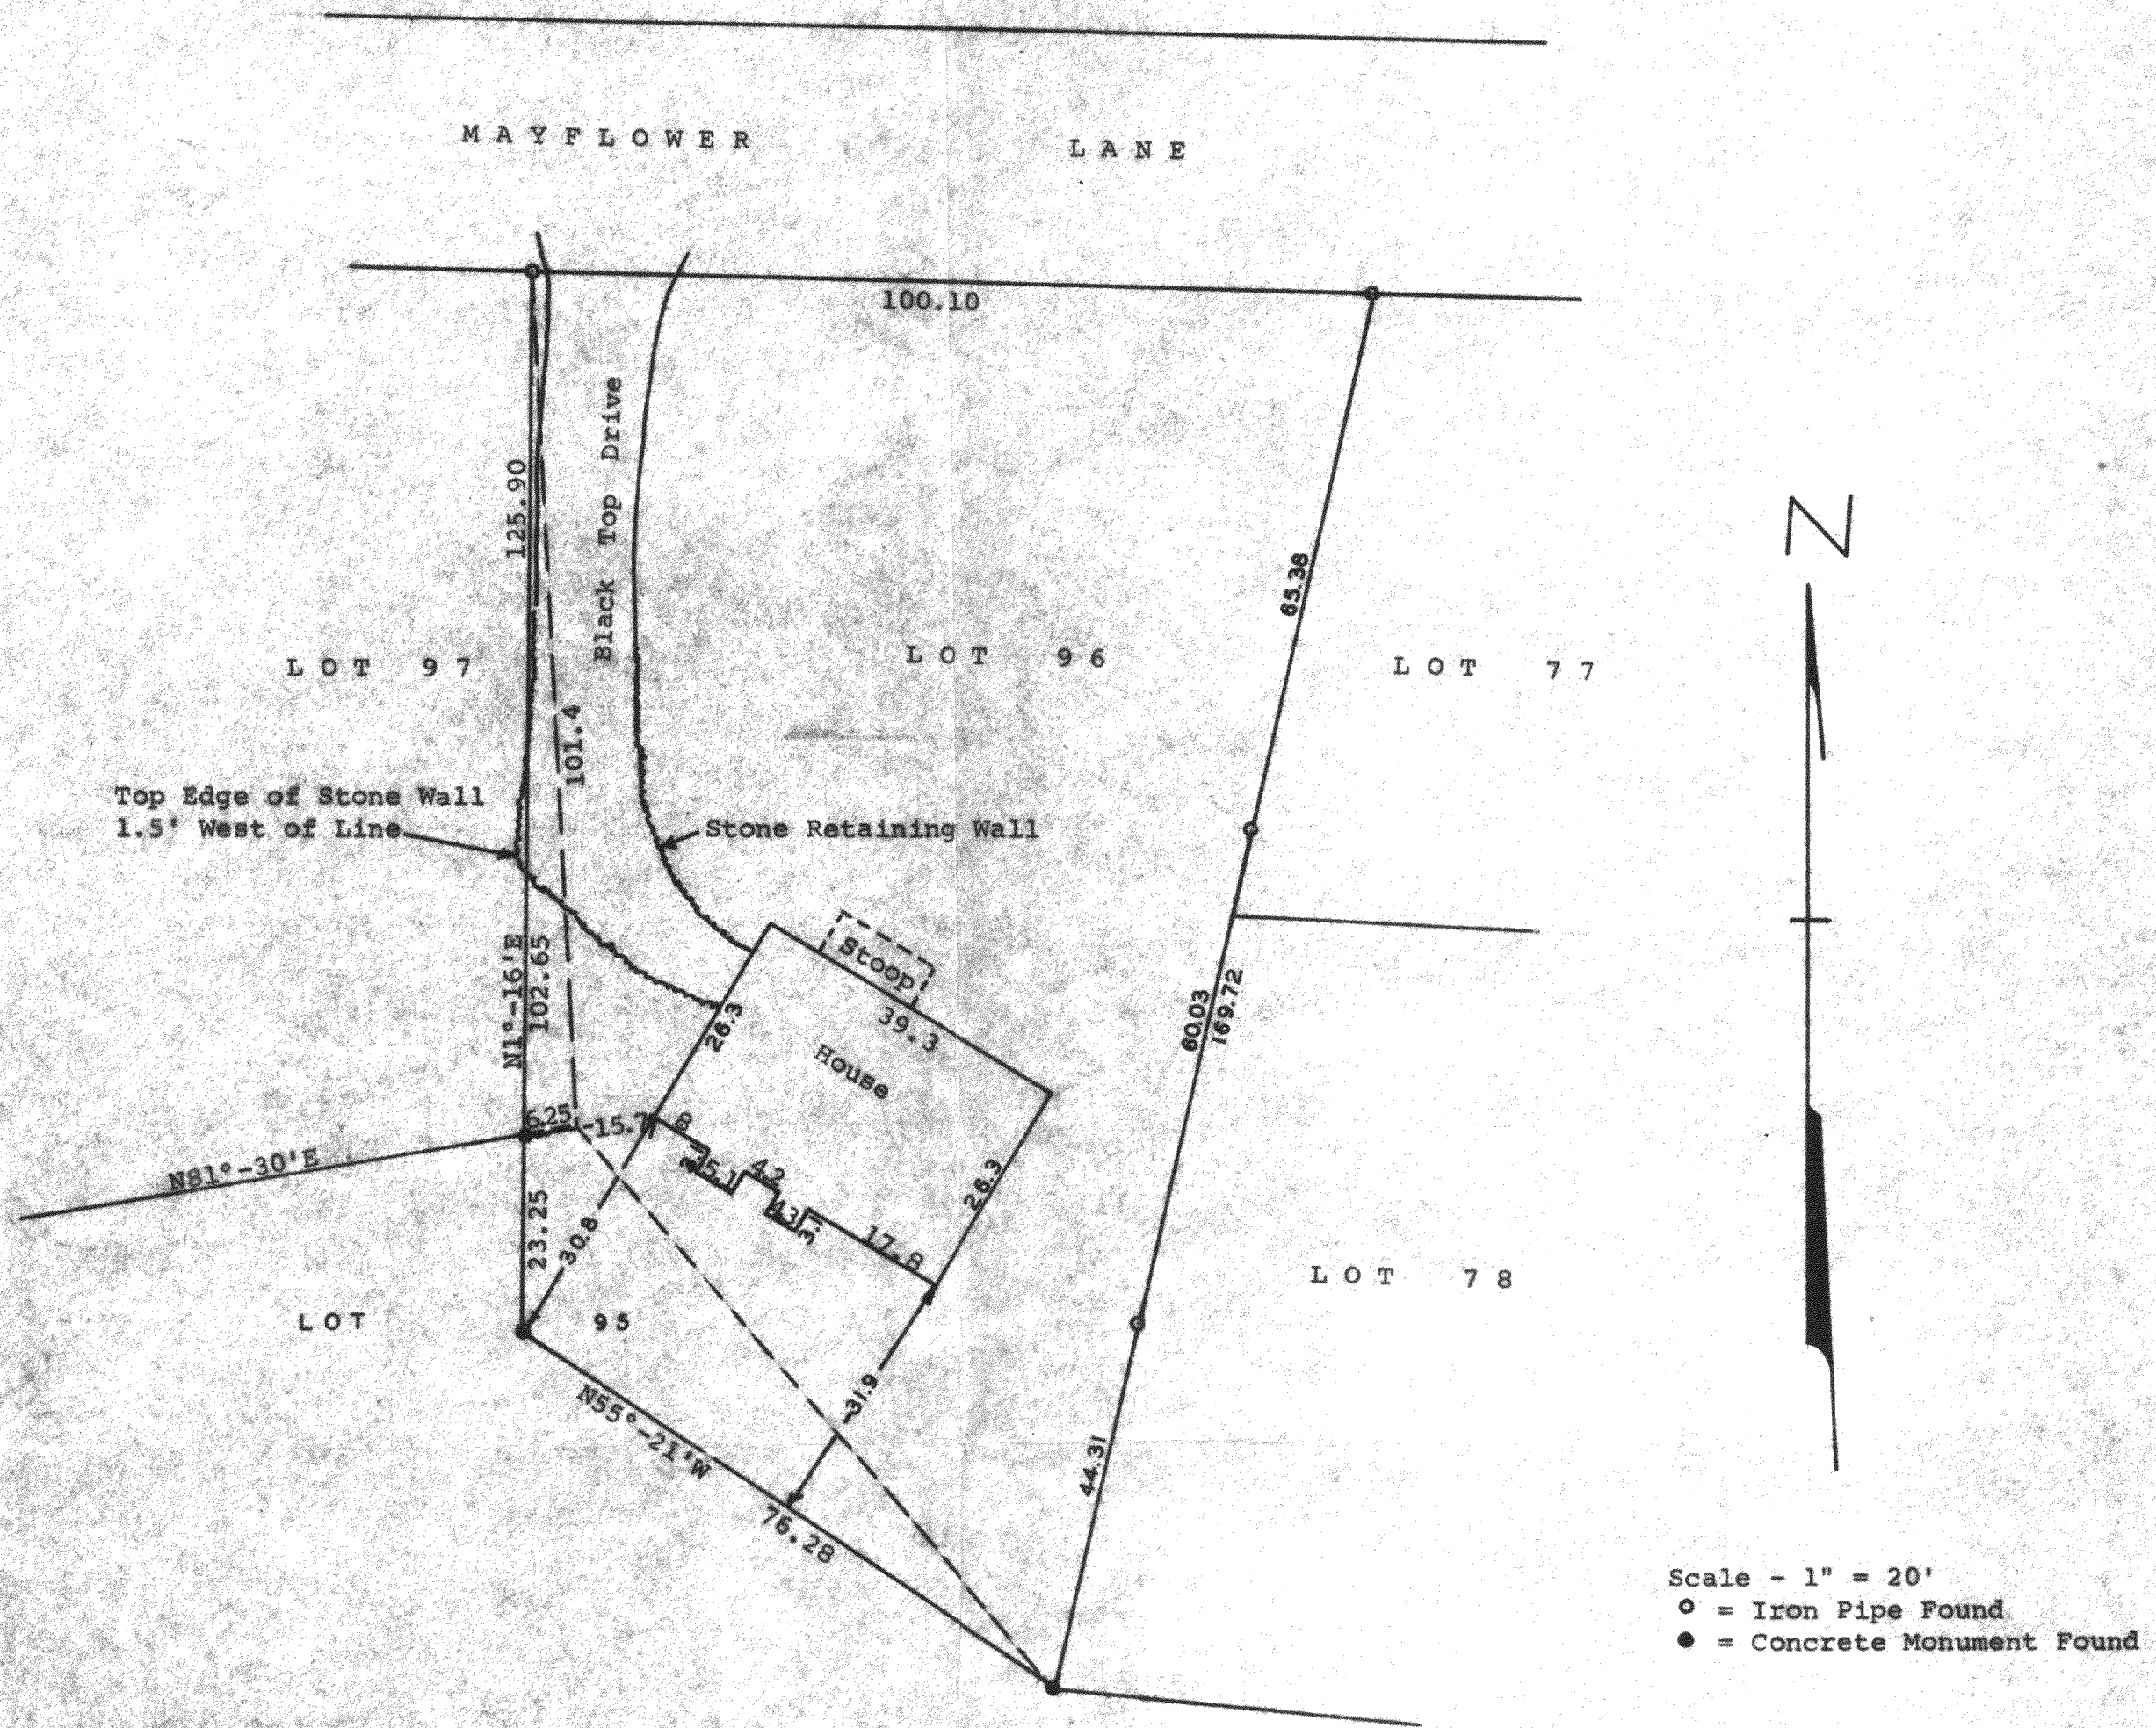 MAYFLOWER LANE
100.10
125.90
Black Top Drive
65.38
LOT 97
LOT 96
LOT 77
N
101.4
Top Edge of Stone Wall
1.5' West of Line
Stone Retaining Wall
Stoop
39.3
House
26.3
N1°-16'E
102.65
60.03
169.72
6.25
15.7
8
3
5.1
4.2
4.3
3.1
17.8
26.3
N81°-30'E
23.25
30.8
LOT 95
LOT 78
31.9
N55°-21'W
76.28
44.31
Scale - 1" = 20'
o = Iron Pipe Found
● = Concrete Monument Found